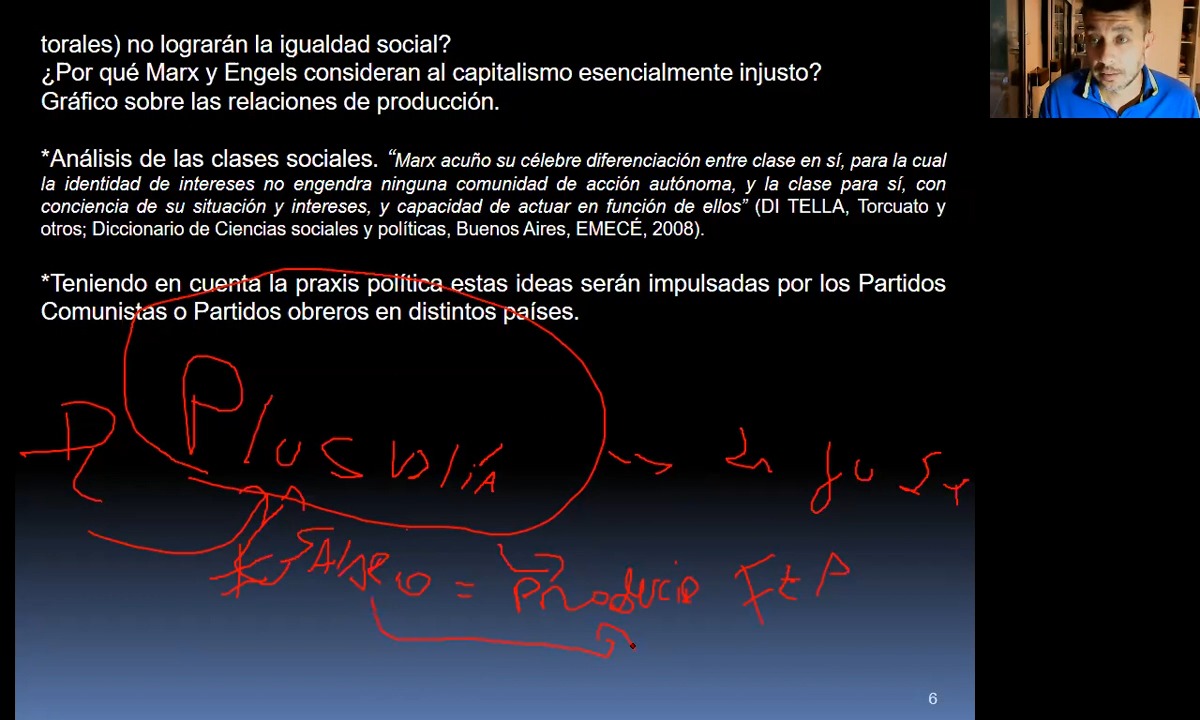 torales) no lograrán la igualdad social?
¿Por qué Marx y Engels consideran al capitalismo esencialmente injusto?
Gráfico sobre las relaciones de producción.
*Análisis de las clases sociales. “Marx acuño su célebre diferenciación entre clase en sí, para la cual
la identidad de intereses no engendra ninguna comunidad de acción autónoma, y la clase para sí, con
conciencia de su situación y intereses, y capacidad de actuar en función de ellos” (DI TELLA, Torcuato y
otros; Diccionario de Ciencias sociales y políticas, Buenos Aires, EMECÉ, 2008).
*Teniendo en cuenta la praxis política estas ideas serán impulsadas por los Partidos
Comunistas o Partidos obreros en distintos países.
Plusvalía
=
6